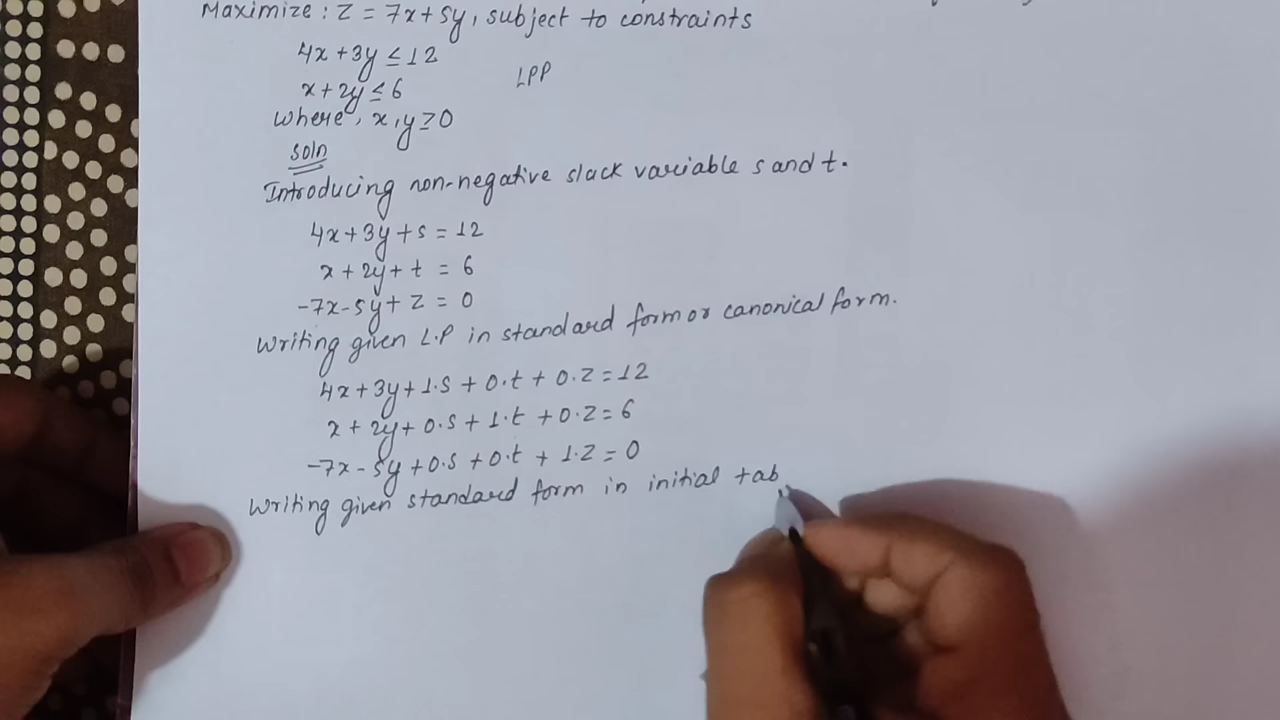 Maximize : Z = 7x + 5y, subject to constraints
4x + 3y ≤ 12
x + 2y ≤ 6
LPP
where, x, y ≥ 0
soln
Introducing non-negative slack variable s and t.
4x + 3y + s = 12
x + 2y + t = 6
-7x - 5y + Z = 0
Writing given L.P in standard form or canonical form.
4x + 3y + 1.s + 0.t + 0.Z = 12
x + 2y + 0.s + 1.t + 0.Z = 6
-7x - 5y + 0.s + 0.t + 1.Z = 0
Writing given standard form in initial tab